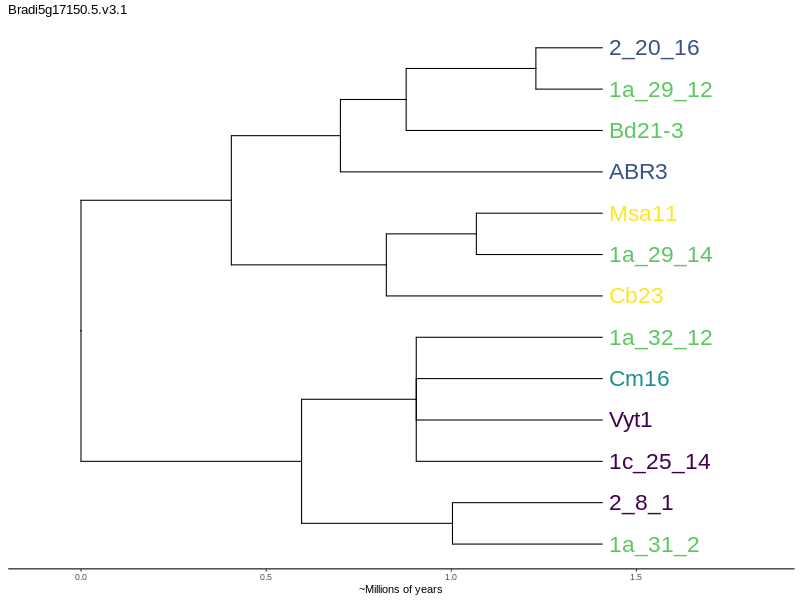 Bradi5g17150.5.v3.1
2_20_16
1a_29_12
Bd21-3
ABR3
Msa11
1a_29_14
Cb23
1a_32_12
Cm16
Vyt1
1c_25_14
2_8_1
1a_31_2
0.0 0.5 1.0 1.5
~Millions of years